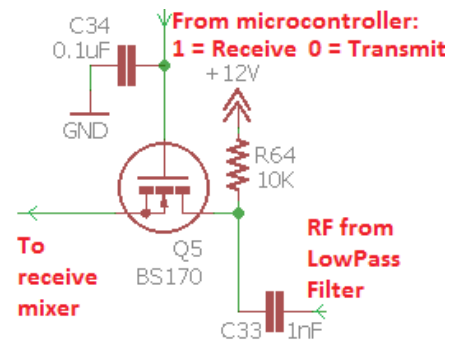 C34
0.1uF
From microcontroller:
1 = Receive  0 = Transmit
+12V
GND
R64
10K
To
receive
mixer
Q5
BS170
RF from
LowPass
Filter
C33
1nF